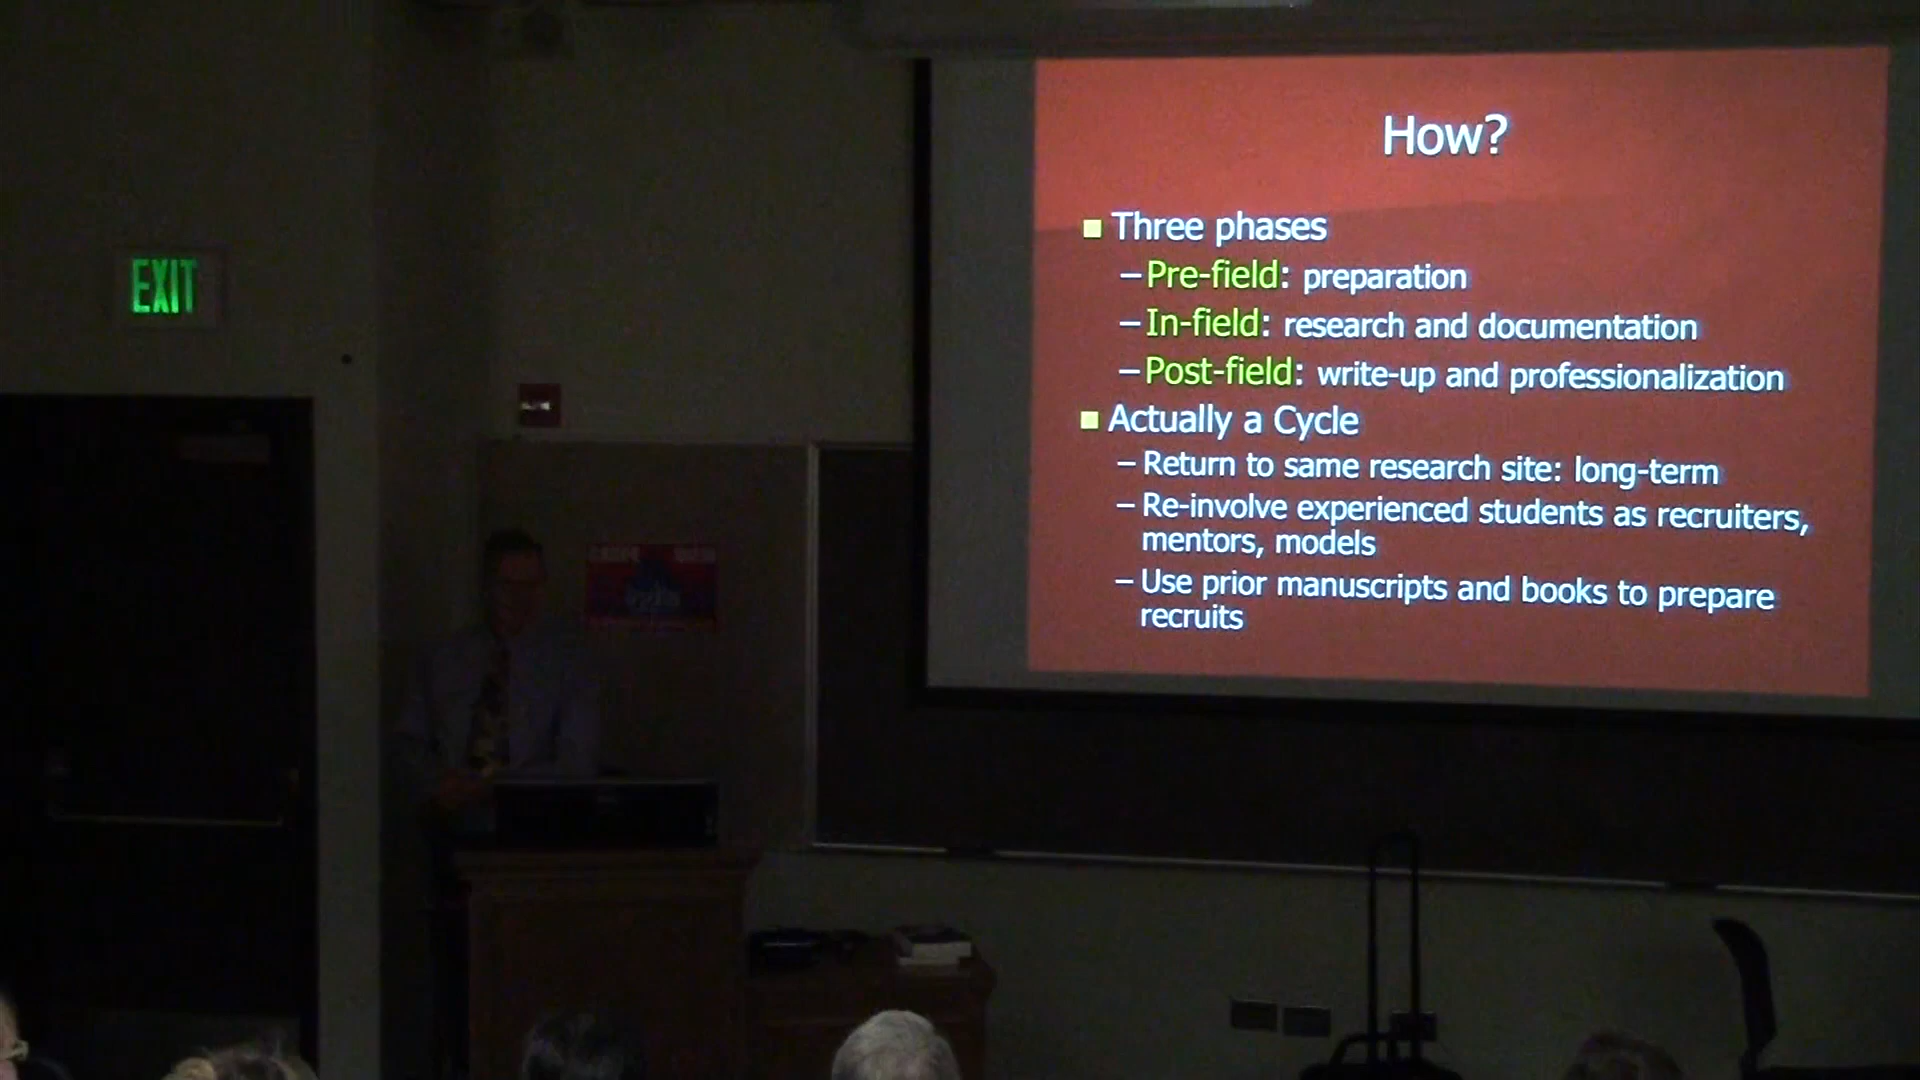 How?
Three phases
– Pre-field: preparation
– In-field: research and documentation
– Post-field: write-up and professionalization
Actually a Cycle
– Return to same research site: long-term
– Re-involve experienced students as recruiters,
mentors, models
– Use prior manuscripts and books to prepare
recruits
EXIT